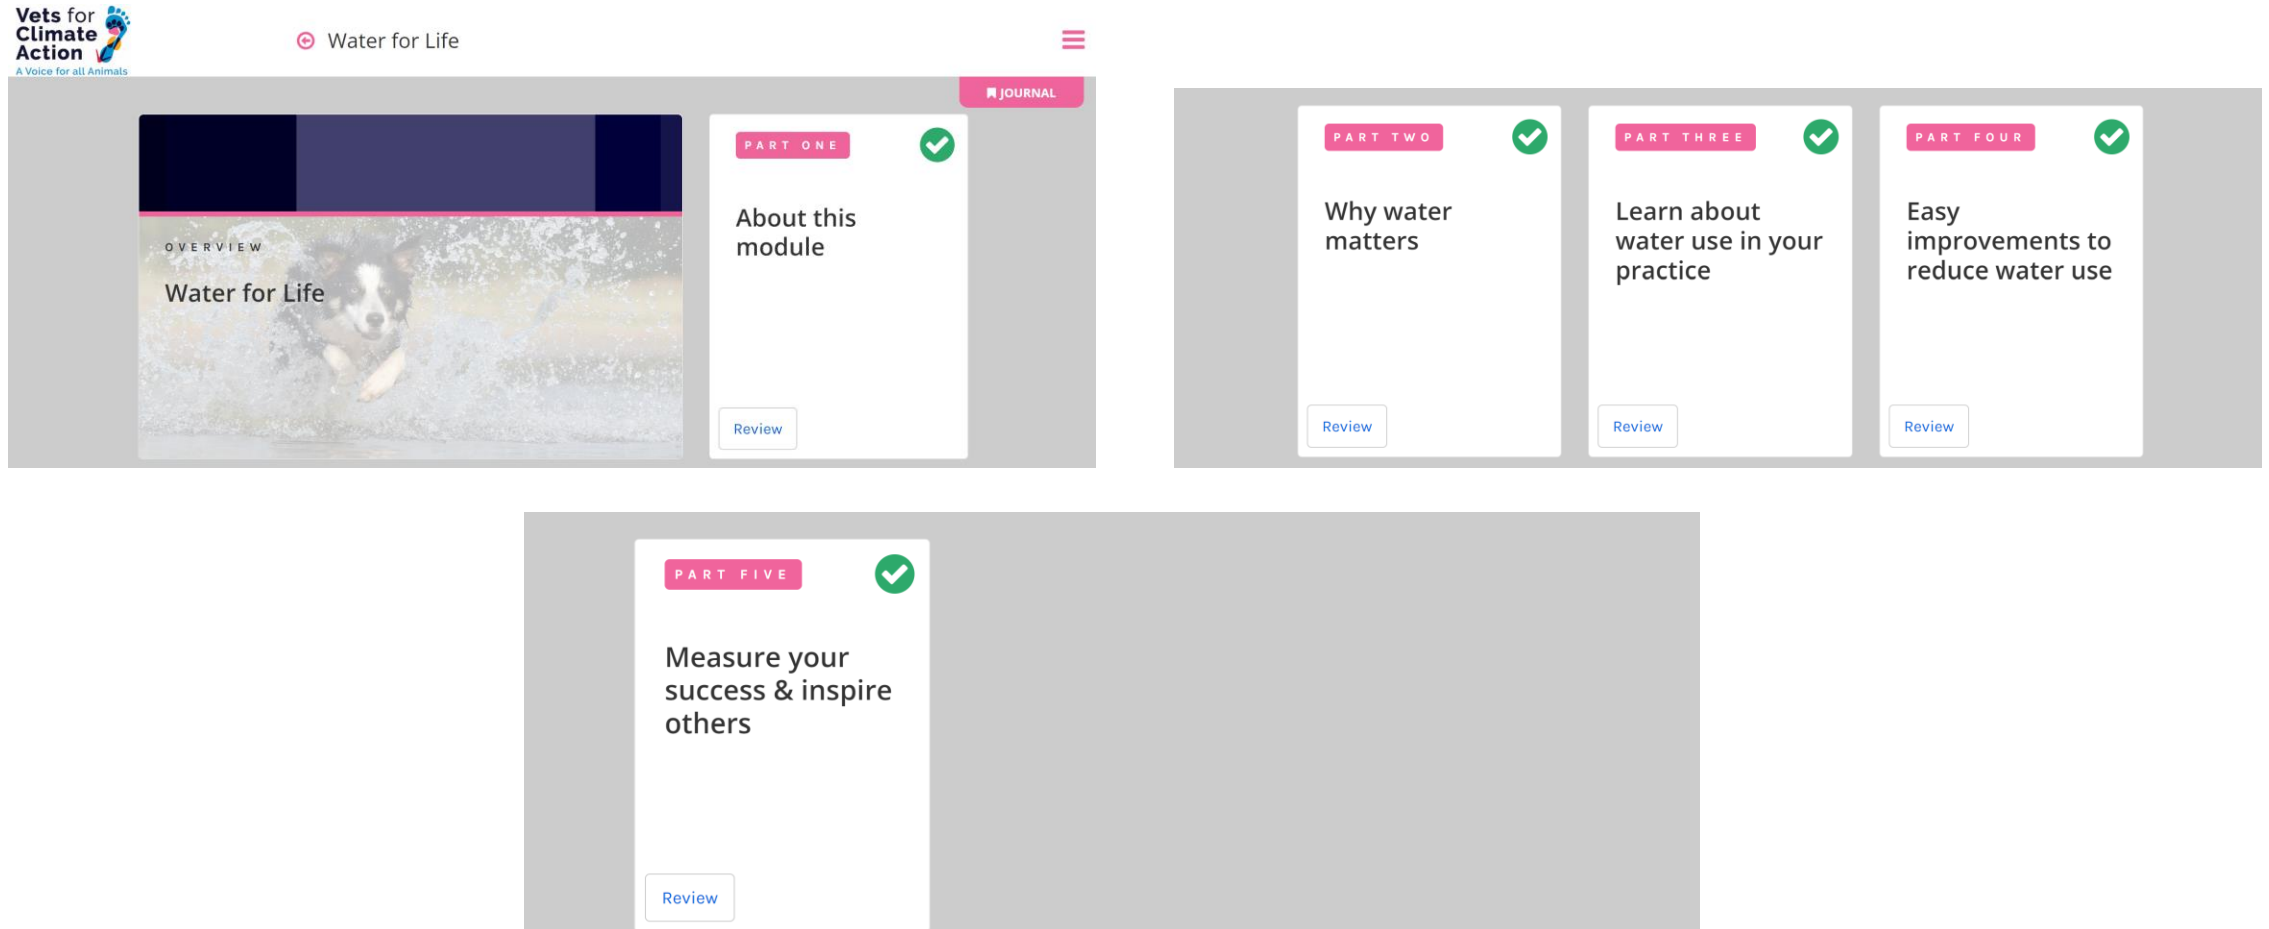 Vets for
Climate
Action
A Voice for all Animals
Water for Life
JOURNAL
OVERVIEW
Water for Life
PART ONE
About this
module
Review
PART TWO
Why water
matters
Review
PART THREE
Learn about
water use in your
practice
Review
PART FOUR
Easy
improvements to
reduce water use
Review
PART FIVE
Measure your
success & inspire
others
Review